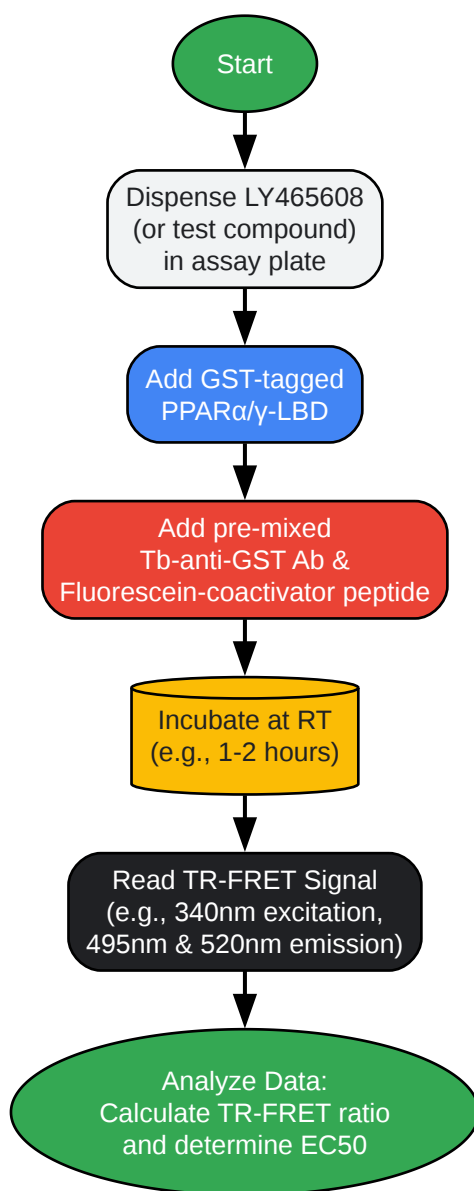 Start
Dispense LY465608
(or test compound)
in assay plate
Add GST-tagged
PPARα/γ-LBD
Add pre-mixed
Tb-anti-GST Ab &
Fluorescein-coactivator peptide
Incubate at RT
(e.g., 1-2 hours)
Read TR-FRET Signal
(e.g., 340nm excitation,
495nm & 520nm emission)
Analyze Data:
Calculate TR-FRET ratio
and determine EC50